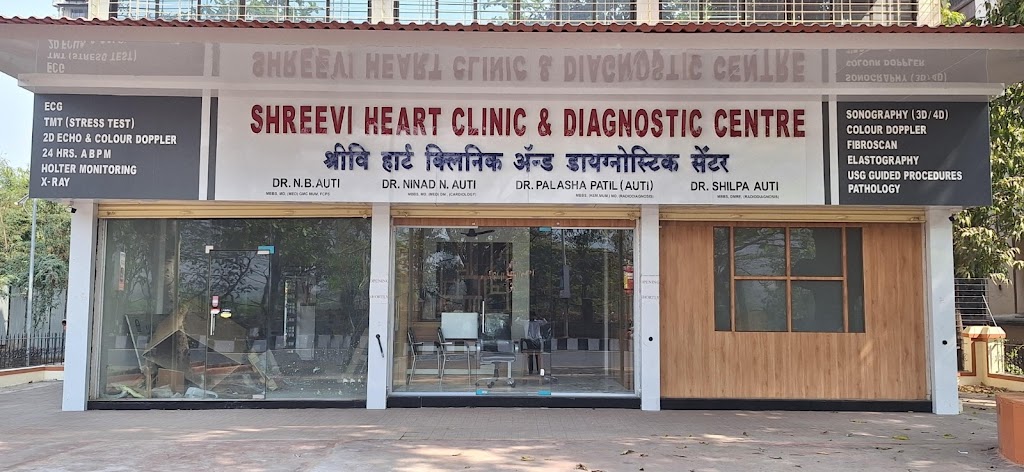 ECG
TMT (STRESS TEST)
2D ECHO & COLOUR DOPPLER
24 HRS. ABPM
HOLTER MONITORING
X-RAY
SHREEVI HEART CLINIC & DIAGNOSTIC CENTRE
श्रीवि हार्ट क्लिनिक ॲन्ड डायग्नोस्टिक सेंटर
DR. N.B.AUTI
DR. NINAD N. AUTI
DR. PALASHA PATIL (AUTI)
DR. SHILPA AUTI
SONOGRAPHY (3D/4D)
COLOUR DOPPLER
FIBROSCAN
ELASTOGRAPHY
USG GUIDED PROCEDURES
PATHOLOGY